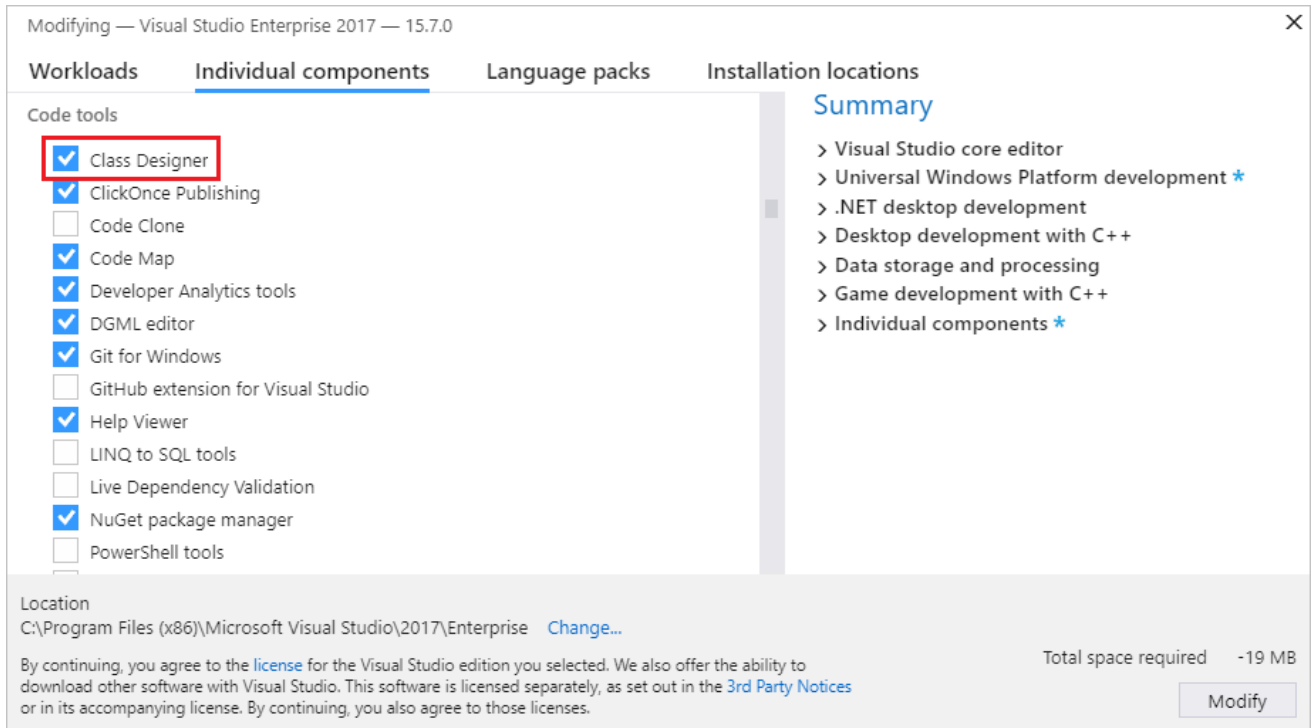 Modifying — Visual Studio Enterprise 2017 — 15.7.0
Workloads
Individual components
Language packs
Installation locations
Code tools
Class Designer
ClickOnce Publishing
Code Clone
Code Map
Developer Analytics tools
DGML editor
Git for Windows
GitHub extension for Visual Studio
Help Viewer
LINQ to SQL tools
Live Dependency Validation
NuGet package manager
PowerShell tools
Summary
Visual Studio core editor
Universal Windows Platform development *
.NET desktop development
Desktop development with C++
Data storage and processing
Game development with C++
Individual components *
Location
C:\Program Files (x86)\Microsoft Visual Studio\2017\Enterprise Change...
By continuing, you agree to the license for the Visual Studio edition you selected. We also offer the ability to
download other software with Visual Studio. This software is licensed separately, as set out in the 3rd Party Notices
or in its accompanying license. By continuing, you also agree to those licenses.
Total space required -19 MB
Modify